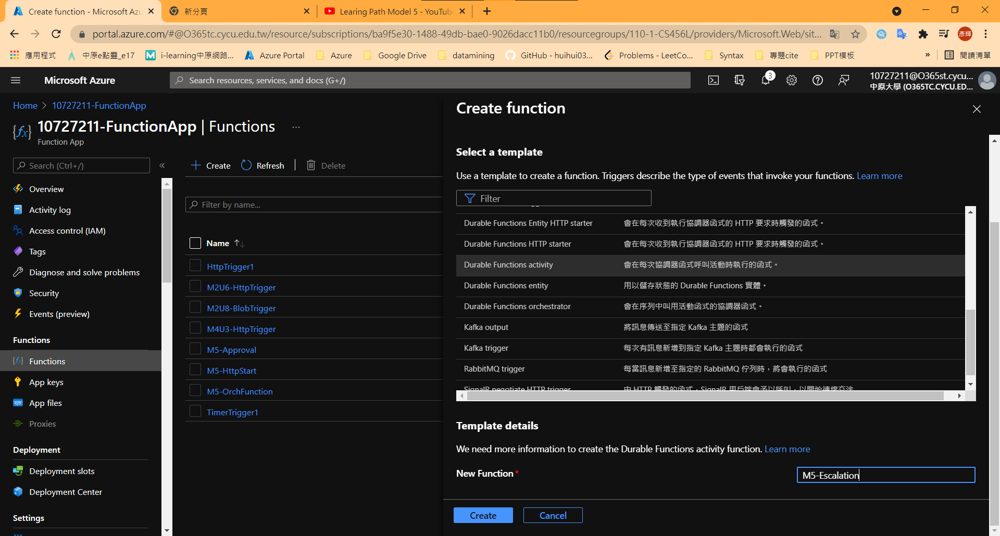 Create function - Microsoft Azu
新分頁
Learing Path Model 5 - YouTube
portal.azure.com/#@O365tc.cycu.edu.tw/resource/subscriptions/ba9f5e30-1488-49db-bae0-9026dacc11b0/resourcegroups/110-1-CS456L/providers/Microsoft.Web/sit...
彥輝
應用程式
中原e點靈_e17
i-learning中原網路...
Azure Portal
Azure
Google Drive
datamining
GitHub - huihui03...
Problems - LeetCo...
Syntax
專題cite
PPT模板
»
閱讀清單
Microsoft Azure
Search resources, services, and docs (G+/)
3
10727211@O365st.cycu...
中原大學 (O365TC.CYCU.ED...
Home > 10727211-FunctionApp
10727211-FunctionApp | Functions ...
Function App
Search (Ctrl+/)
«
Overview
Activity log
Access control (IAM)
Tags
Diagnose and solve problems
Security
Events (preview)
Functions
Functions
App keys
App files
Proxies
Deployment
Deployment slots
Deployment Center
Settings
Create
Refresh
Delete
Filter by name...
Name
HttpTrigger1
M2U6-HttpTrigger
M2U8-BlobTrigger
M4U3-HttpTrigger
M5-Approval
M5-HttpStart
M5-OrchFunction
TimerTrigger1
Create function
Select a template
Use a template to create a function. Triggers describe the type of events that invoke your functions. Learn more
Filter
Durable Functions Entity HTTP starter 會在每次收到執行協調器函式的 HTTP 要求時觸發的函式。
Durable Functions HTTP starter 會在每次收到執行協調器函式的 HTTP 要求時觸發的函式。
Durable Functions activity 會在每次協調器函式呼叫活動時執行的函式。
Durable Functions entity 用以儲存狀態的 Durable Functions 實體。
Durable Functions orchestrator 會在序列中叫用活動函式的協調器函式。
Kafka output 將訊息傳送至指定 Kafka 主題的函式
Kafka trigger 每次有訊息新增到指定 Kafka 主題時都會執行的函式
RabbitMQ trigger 每當訊息新增至指定的 RabbitMQ 佇列時，將會執行的函式
SignalR negotiate HTTP trigger 由 HTTP 觸發的函式，SignalR 用戶端會予以呼叫，以開始連線交涉
Template details
We need more information to create the Durable Functions activity function. Learn more
New Function*
M5-Escalation
Create
Cancel